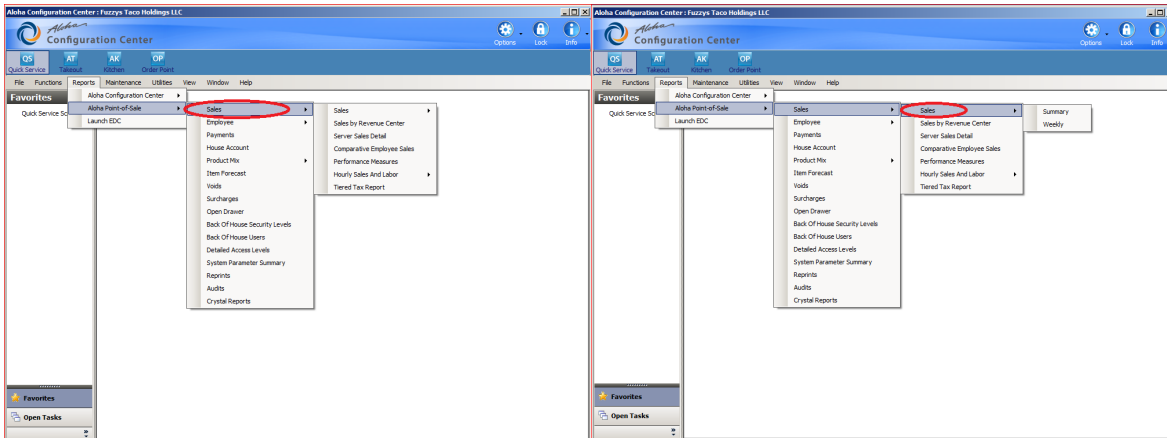 Aloha Configuration Center : Fuzzys Taco Holdings LLC
Aloha
Configuration Center
Options
Lock
Info
QS
AT
AK
OP
Quick Service
Takeout
Kitchen
Order Point
File Functions Reports Maintenance Utilities View Window Help
Favorites
Quick Service Sc
Aloha Configuration Center
Aloha Point-of-Sale
Launch EDC
Sales
Employee
Payments
House Account
Product Mix
Item Forecast
Voids
Surcharges
Open Drawer
Back Of House Security Levels
Back Of House Users
Detailed Access Levels
System Parameter Summary
Reprints
Audits
Crystal Reports
Sales
Sales by Revenue Center
Server Sales Detail
Comparative Employee Sales
Performance Measures
Hourly Sales And Labor
Tiered Tax Report
Favorites
Open Tasks
Aloha Configuration Center : Fuzzys Taco Holdings LLC
Aloha
Configuration Center
Options
Lock
Info
QS
AT
AK
OP
Quick Service
Takeout
Kitchen
Order Point
File Functions Reports Maintenance Utilities View Window Help
Favorites
Quick Service Sc
Aloha Configuration Center
Aloha Point-of-Sale
Launch EDC
Sales
Employee
Payments
House Account
Product Mix
Item Forecast
Voids
Surcharges
Open Drawer
Back Of House Security Levels
Back Of House Users
Detailed Access Levels
System Parameter Summary
Reprints
Audits
Crystal Reports
Sales
Sales by Revenue Center
Server Sales Detail
Comparative Employee Sales
Performance Measures
Hourly Sales And Labor
Tiered Tax Report
Summary
Weekly
Favorites
Open Tasks